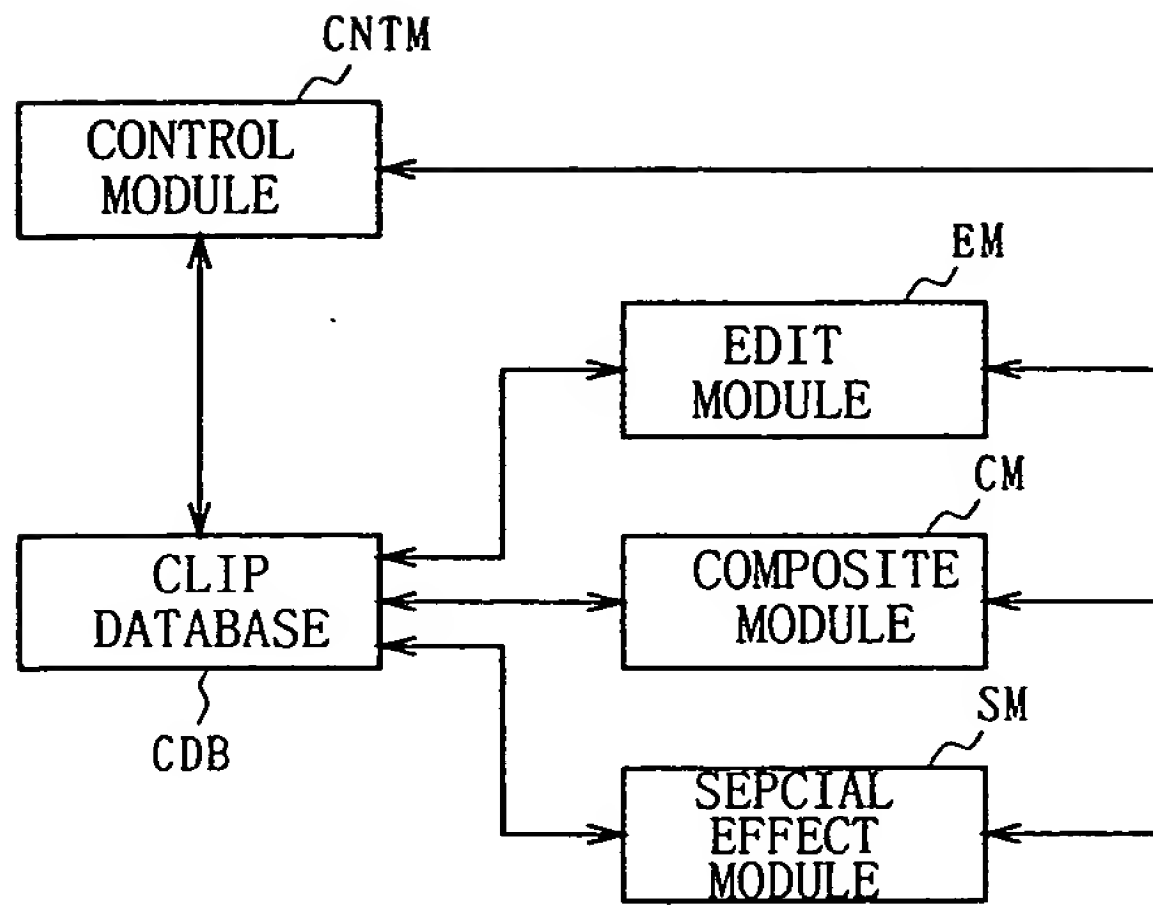 CNTM
CONTROL
MODULE
EM
EDIT
MODULE
CM
CLIP
DATABASE
COMPOSITE
MODULE
CDB
SM
SEPCIAL
EFFECT
MODULE